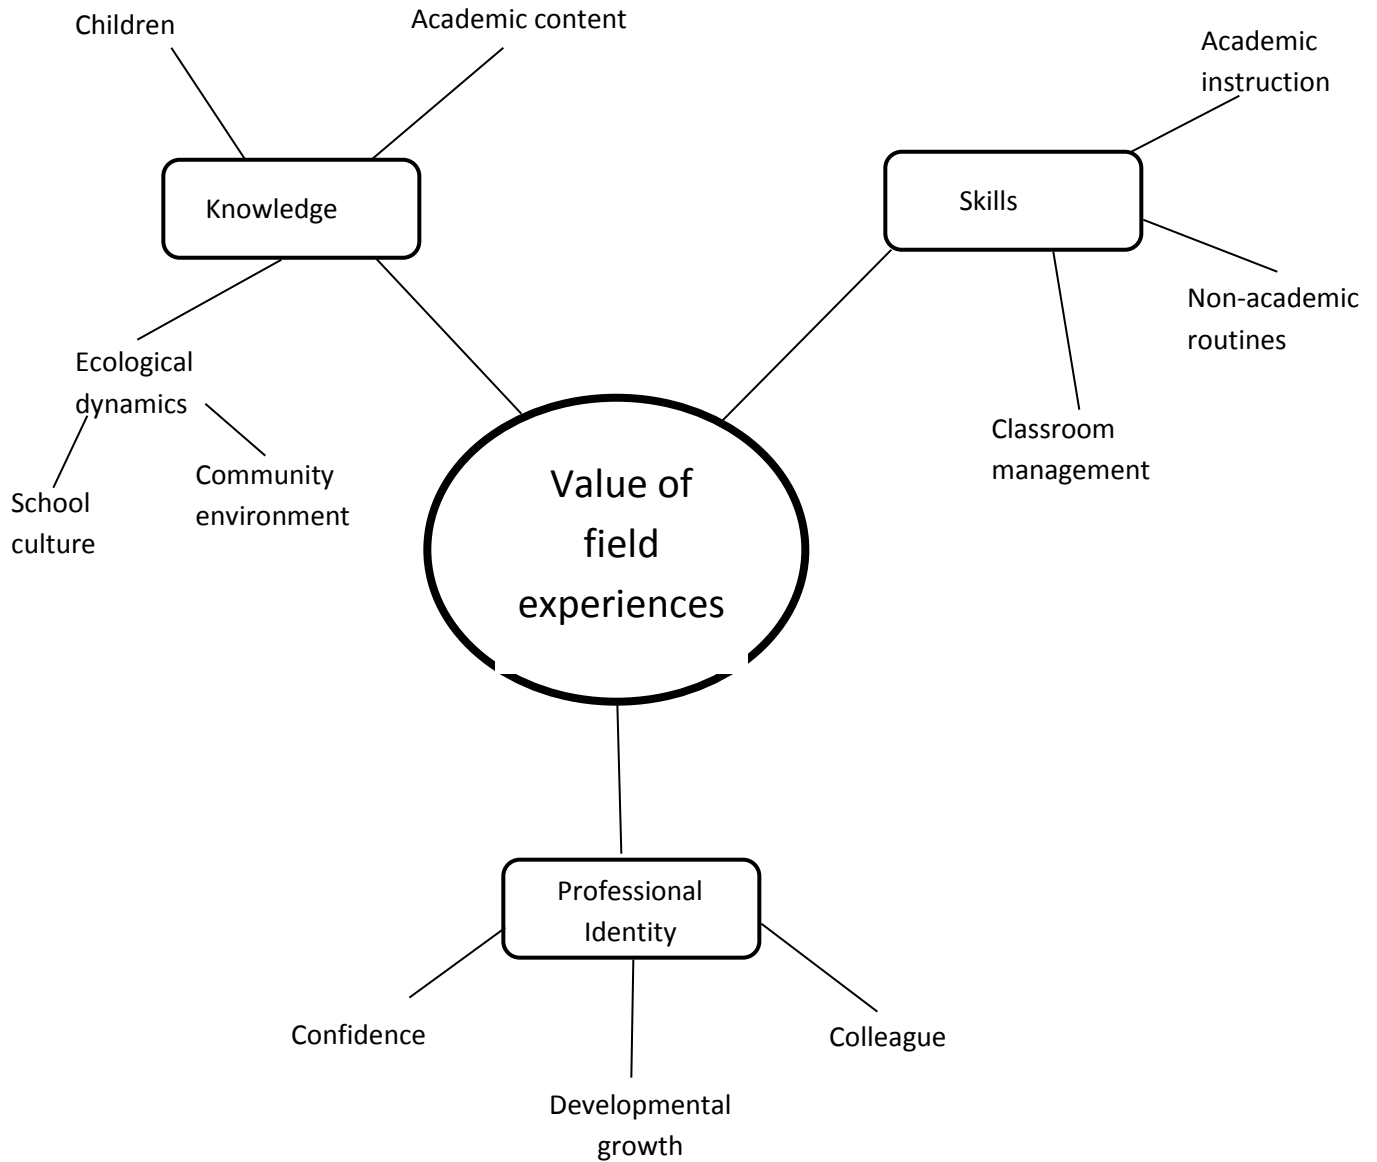 Children
Academic content
Academic
instruction
Knowledge
Skills
Non-academic
routines
Ecological
dynamics
Classroom
management
Community
environment
School
culture
Value of
field
experiences
Professional
Identity
Confidence
Colleague
Developmental
growth